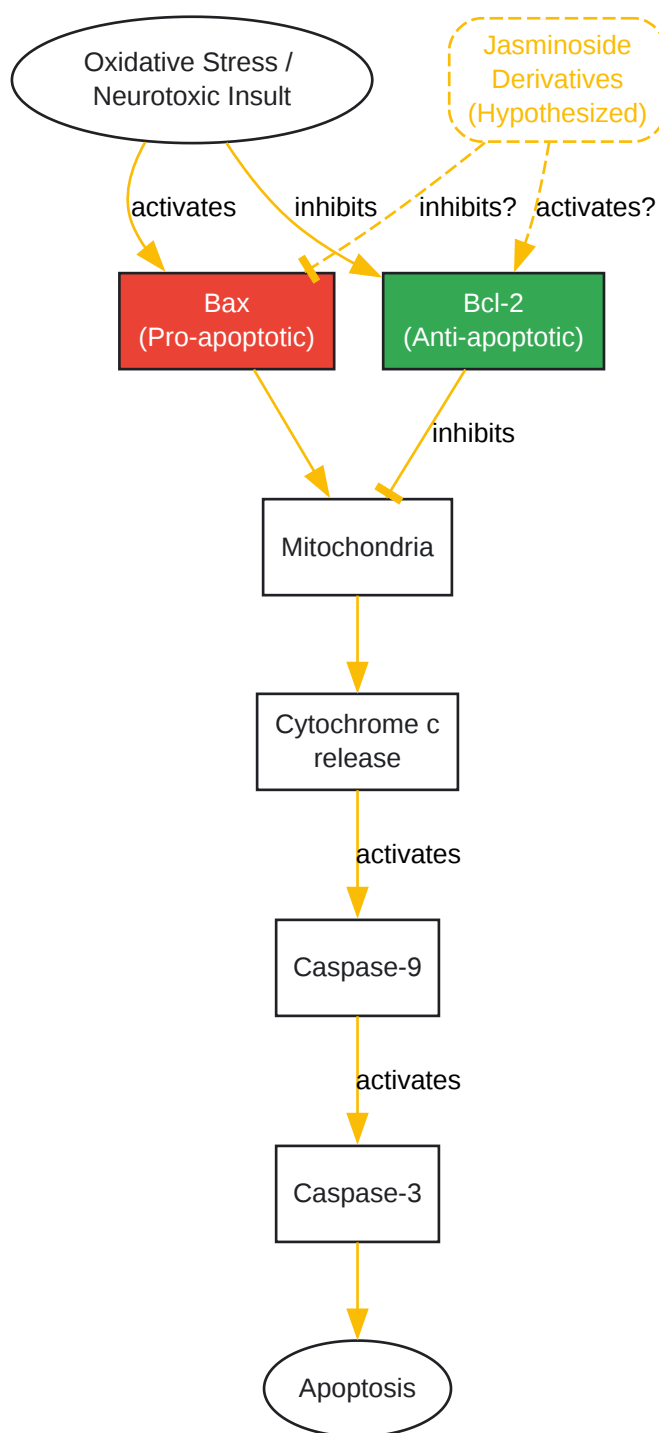 Oxidative Stress /
Neurotoxic Insult
Jasminoside
Derivatives
(Hypothesized)
activates
inhibits
inhibits?
activates?
Bax
(Pro-apoptotic)
Bcl-2
(Anti-apoptotic)
inhibits
Mitochondria
Cytochrome c
release
activates
Caspase-9
activates
Caspase-3
Apoptosis